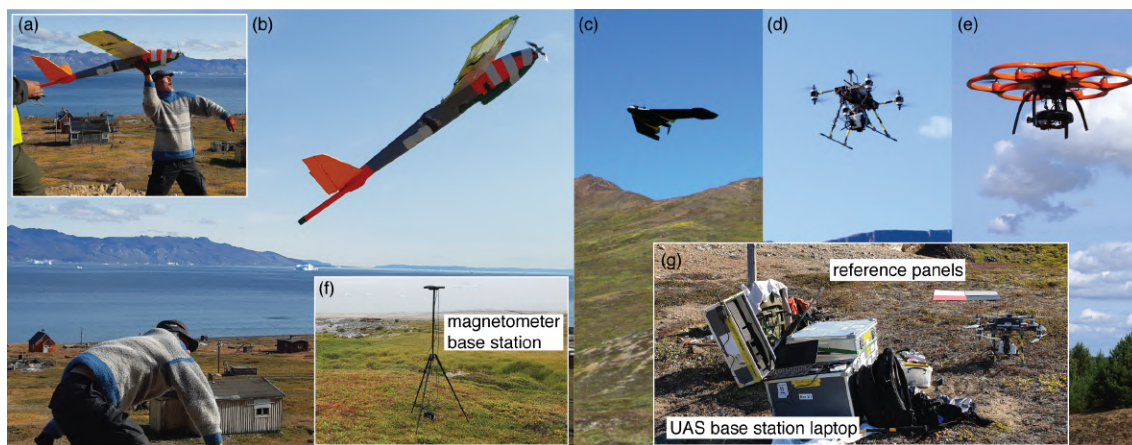 (a)
(b)
(c)
(d)
(e)
(f)
magnetometer
base station
(g)
reference panels
UAS base station laptop